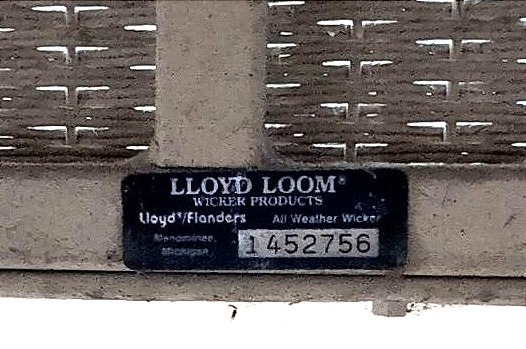 LLOYD LOOM®
WICKER PRODUCTS
Lloyd®/Flanders All Weather Wicker
Menominee,
Michigan
1452756